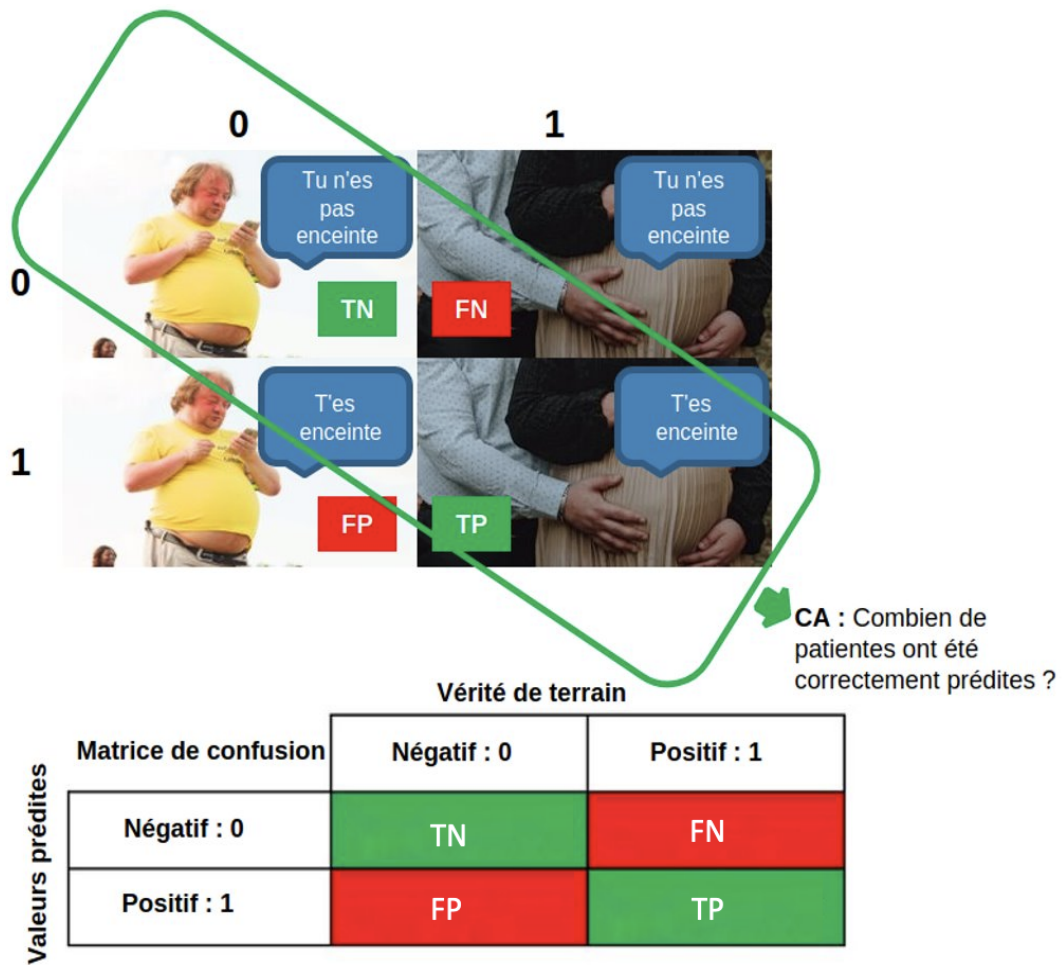 0 1
0
Tu n'es
pas
enceinte
Tu n'es
pas
enceinte
TN
FN
1
T'es
enceinte
T'es
enceinte
FP
TP
CA : Combien de
patientes ont été
correctement prédites ?
Vérité de terrain
Valeurs prédites
Matrice de confusion Négatif : 0 Positif : 1
Négatif : 0 TN FN
Positif : 1 FP TP